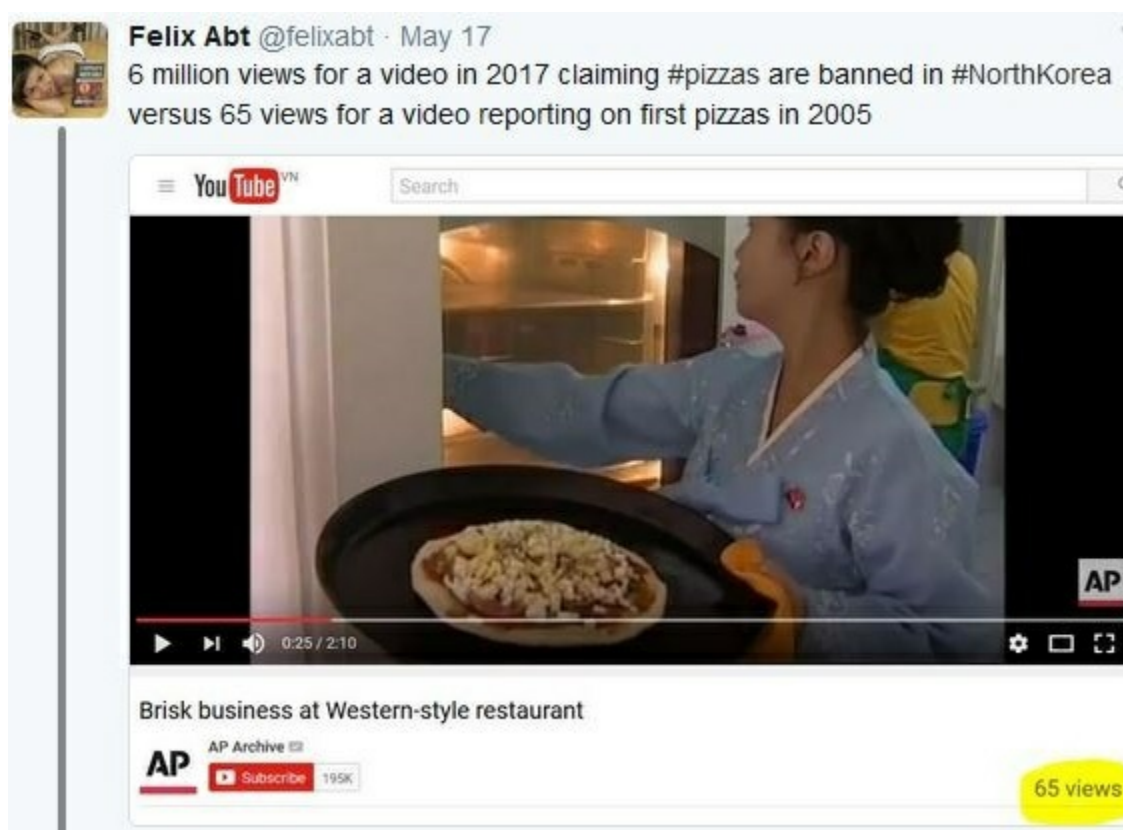 Felix Abt @felixabt · May 17
6 million views for a video in 2017 claiming #pizzas are banned in #NorthKorea
versus 65 views for a video reporting on first pizzas in 2005
YouTube VN
Search
AP
0:25 / 2:10
Brisk business at Western-style restaurant
AP Archive
AP
Subscribe 195K
65 views